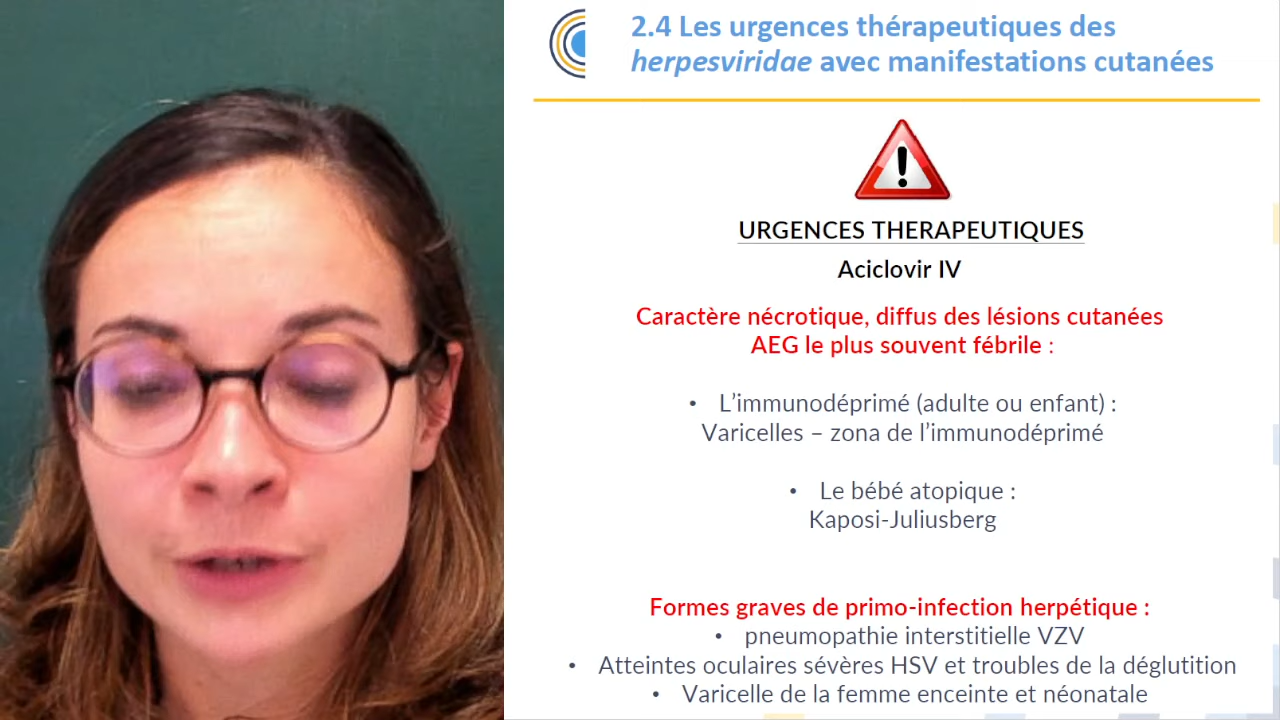 2.4 Les urgences thérapeutiques des
herpesviridae avec manifestations cutanées
URGENCES THERAPEUTIQUES
Aciclovir IV
Caractère nécrotique, diffus des lésions cutanées
AEG le plus souvent fébrile :
• L’immunodéprimé (adulte ou enfant) :
Varicelles – zona de l’immunodéprimé
• Le bébé atopique :
Kaposi-Juliusberg
Formes graves de primo-infection herpétique :
• pneumopathie interstitielle VZV
• Atteintes oculaires sévères HSV et troubles de la déglutition
• Varicelle de la femme enceinte et néonatale